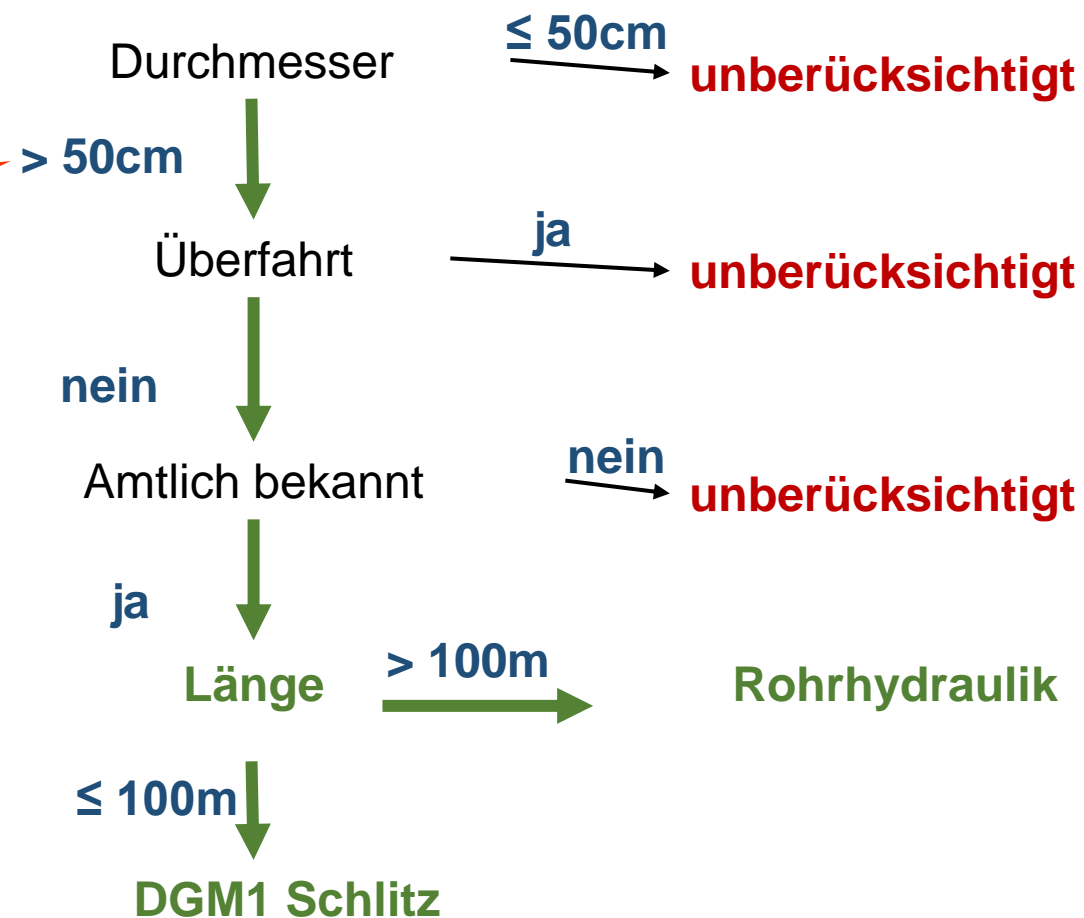 ≤ 50cm
Durchmesser
unberücksichtigt
> 50cm
ja
Überfahrt
unberücksichtigt
nein
nein
Amtlich bekannt
unberücksichtigt
ja
> 100m
Länge
Rohrhydraulik
≤ 100m
DGM1 Schlitz